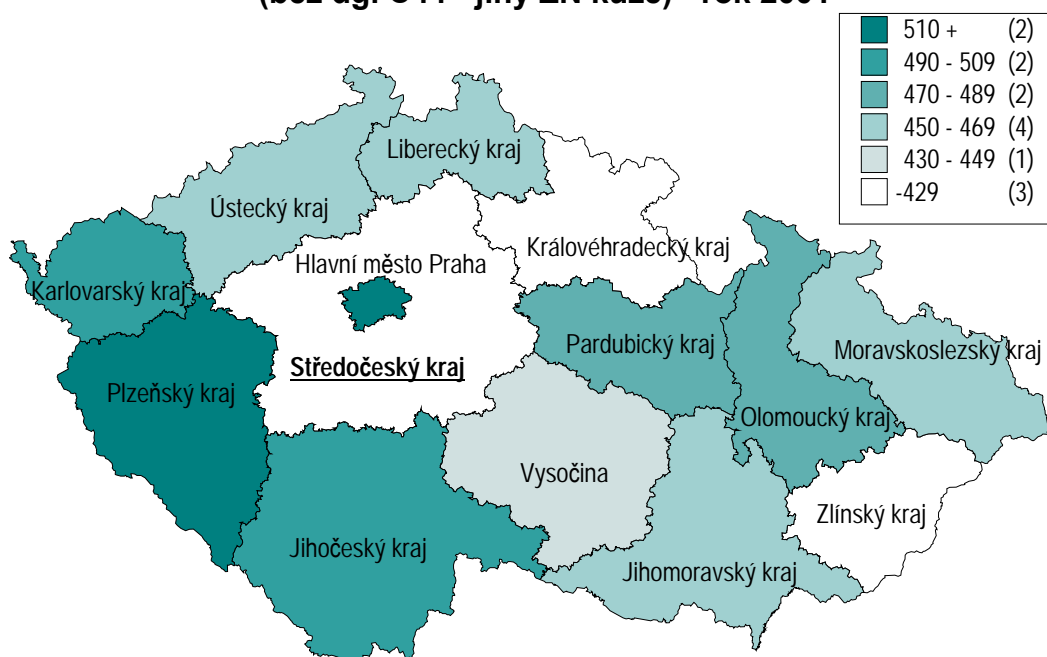 510 + (2)
490 - 509 (2)
470 - 489 (2)
450 - 469 (4)
430 - 449 (1)
-429 (3)
Liberecký kraj
Ústecký kraj
Královéhradecký kraj
Hlavní město Praha
Karlovarský kraj
Pardubický kraj
Moravskoslezský kraj
Středočeský kraj
Plzeňský kraj
Olomoucký kraj
Vysočina
Zlínský kraj
Jihočeský kraj
Jihomoravský kraj